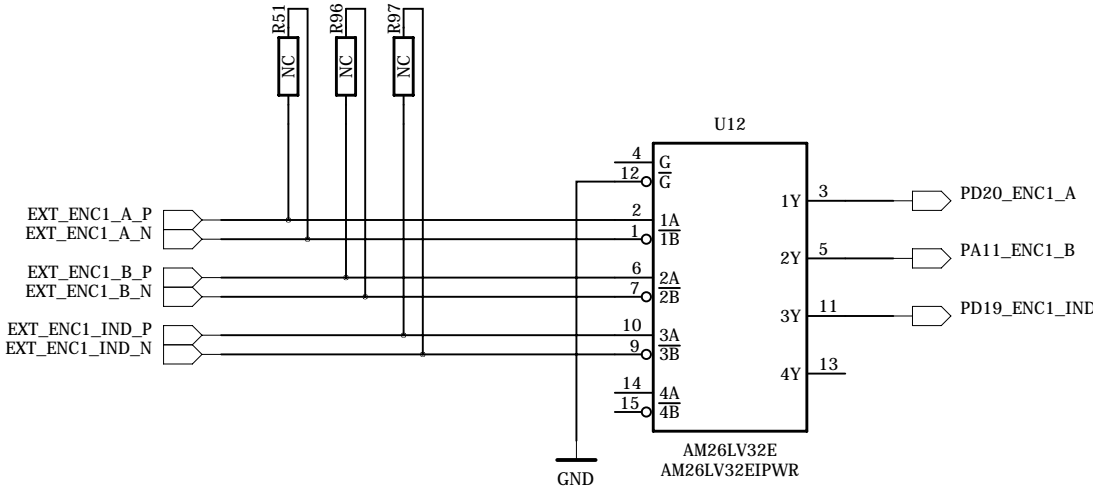 R51
R96
R97
NC
NC
NC
U12
4
G
12
G
EXT_ENC1_A_P
2
1A
1Y
3
PD20_ENC1_A
EXT_ENC1_A_N
1
1B
EXT_ENC1_B_P
6
2A
2Y
5
PA11_ENC1_B
EXT_ENC1_B_N
7
2B
EXT_ENC1_IND_P
10
3A
3Y
11
PD19_ENC1_IND
EXT_ENC1_IND_N
9
3B
4Y
13
14
4A
15
4B
AM26LV32E
AM26LV32EIPWR
GND